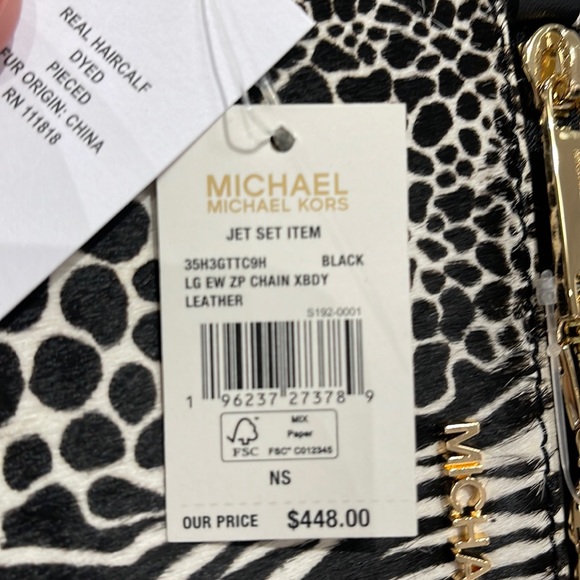 REAL HAIRCALF
DYED
PIECED
FUR ORIGIN: CHINA
RN 111818
MICHAEL
MICHAEL KORS
JET SET ITEM
35H3GTTC9H BLACK
LG EW ZP CHAIN XBDY
LEATHER
S192-0001
1 96237 27378 9
FSC
MIX
Paper
FSC™ C012345
NS
OUR PRICE $448.00
MICHA